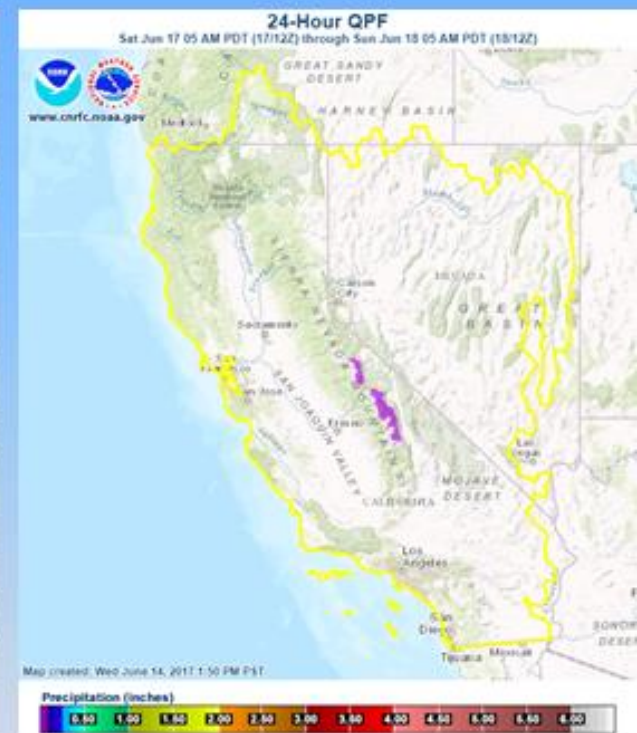 24-Hour QPF
Sat Jun 17 05 AM PDT (17/12Z) through Sun Jun 18 05 AM PDT (18/12Z)
GREAT SANDY
DESERT
HARNEY BASIN
www.cnrfc.noaa.gov
Carson
City
NEVADA
GREAT
BASIN
Sacramento
SIERRA NEVADA MOUNTAINS
San
San Jose
SAN JOAQUIN VALLEY
Fresno
Las
Vegas
MOJAVE
DESERT
CALIFORNIA
Los
Angeles
San
Diego
Tijuana
Mexicali
DESE
Map created: Wed June 14, 2017 1:50 PM PST
Precipitation (inches)
0.50 1.00 1.50 2.00 2.50 3.00 3.50 4.00 4.50 5.00 5.50 6.00